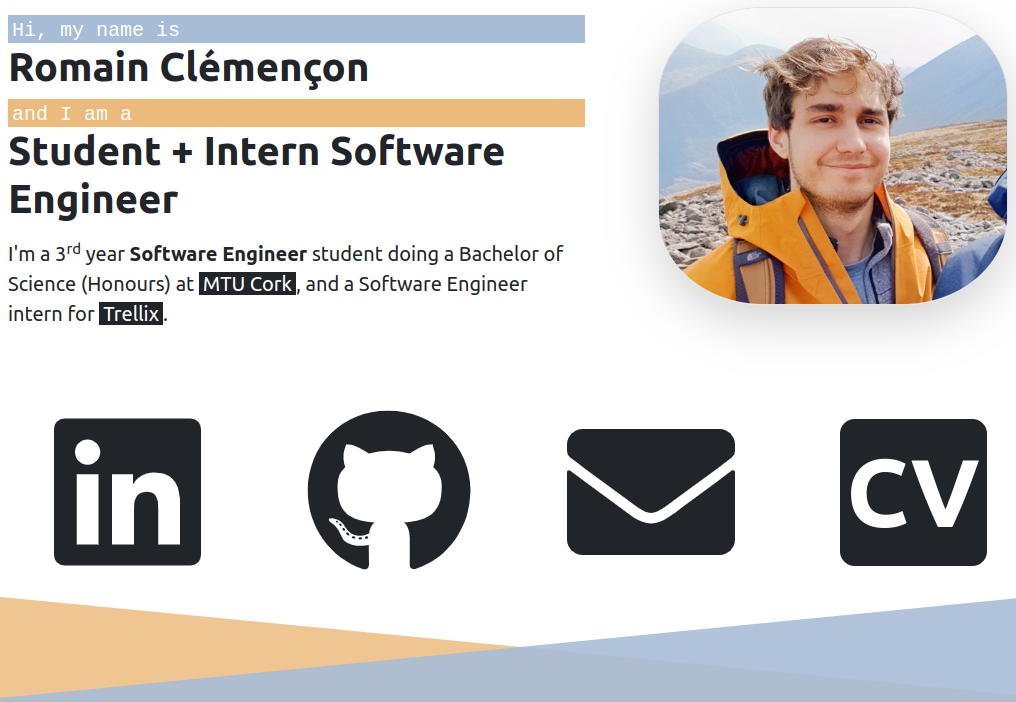 Hi, my name is
Romain Clémençon
and I am a
Student + Intern Software
Engineer
I'm a 3rd year Software Engineer student doing a Bachelor of
Science (Honours) at MTU Cork, and a Software Engineer
intern for Trellix.
in
CV